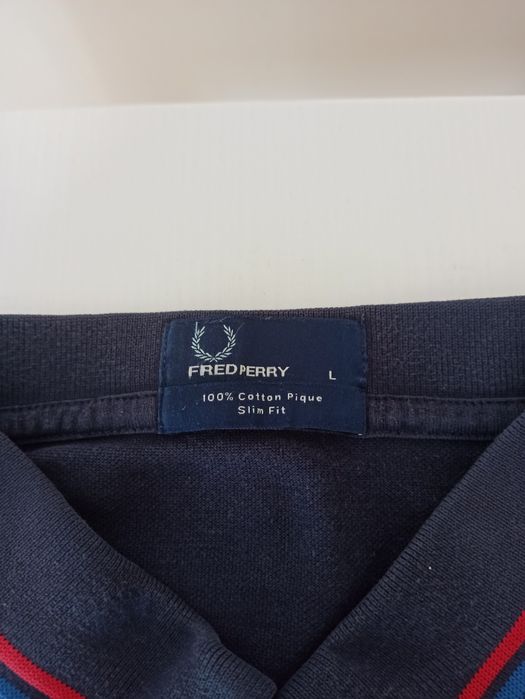 FRED PERRY L
100% Cotton Pique
Slim Fit